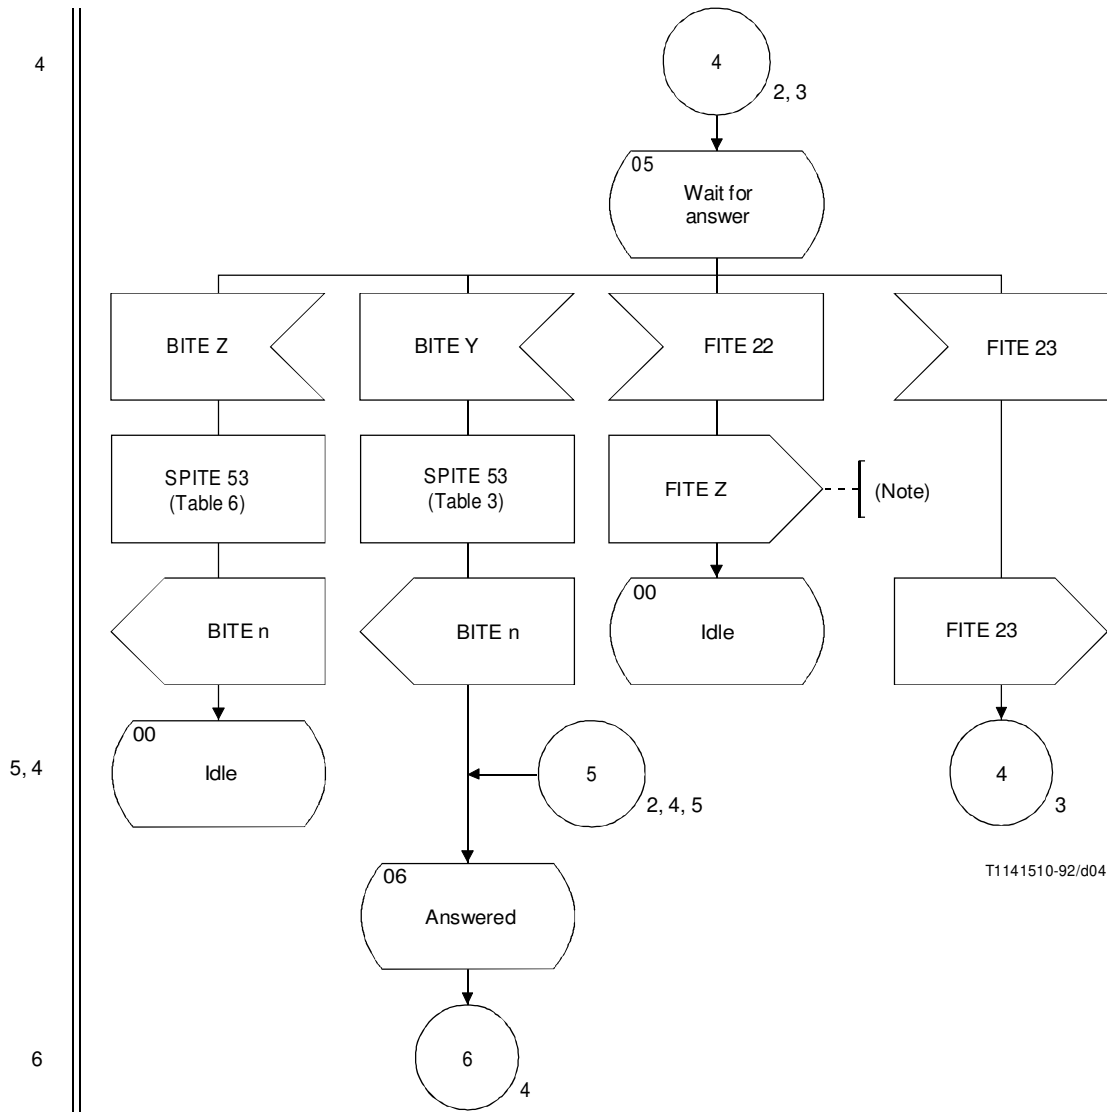 4
4
2, 3
05
Wait for
answer
BITE Z
BITE Y
FITE 22
FITE 23
SPITE 53
(Table 6)
SPITE 53
(Table 3)
FITE Z
(Note)
BITE n
BITE n
00
Idle
FITE 23
00
Idle
5, 4
5
2, 4, 5
4
3
T1141510-92/d04
06
Answered
6
6
4